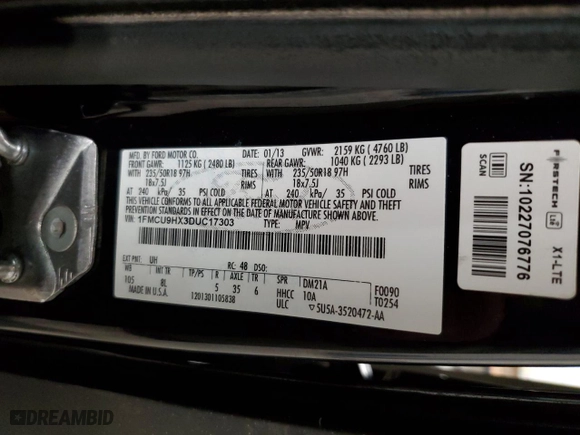 MFD. BY FORD MOTOR CO.
DATE: 01/13 GVWR: 2159 KG ( 4760 LB)
FRONT GAWR: 1125 KG ( 2480 LB) REAR GAWR: 1040 KG ( 2293 LB)
WITH 235/50R18 97H TIRES WITH 235/50R18 97H TIRES
18x7.5J RIMS 18x7.5J RIMS
AT 240 kPa/ 35 PSI COLD AT 240 kPa/ 35 PSI COLD
THIS VEHICLE CONFORMS TO ALL APPLICABLE FEDERAL MOTOR VEHICLE SAFETY AND THEFT PREVENTION STANDARDS IN EFFECT ON THE DATE OF MANUFACTURE SHOWN ABOVE.
VIN: 1FMCU9HX3DUC17303 TYPE: MPV
EXT PNT: UH RC: 48 DSO: F0090
WB INT TR TP/PS R AXLE TR SPR DM21A T0254
105 8L S 35 6 HHCC 10A
MADE IN U.S.A. 1201301105838 ULC 5U5A-3520472-AA
SCAN
SN:10227076776
FIRSTECH
LTE
X1-LTE
DREAMBID